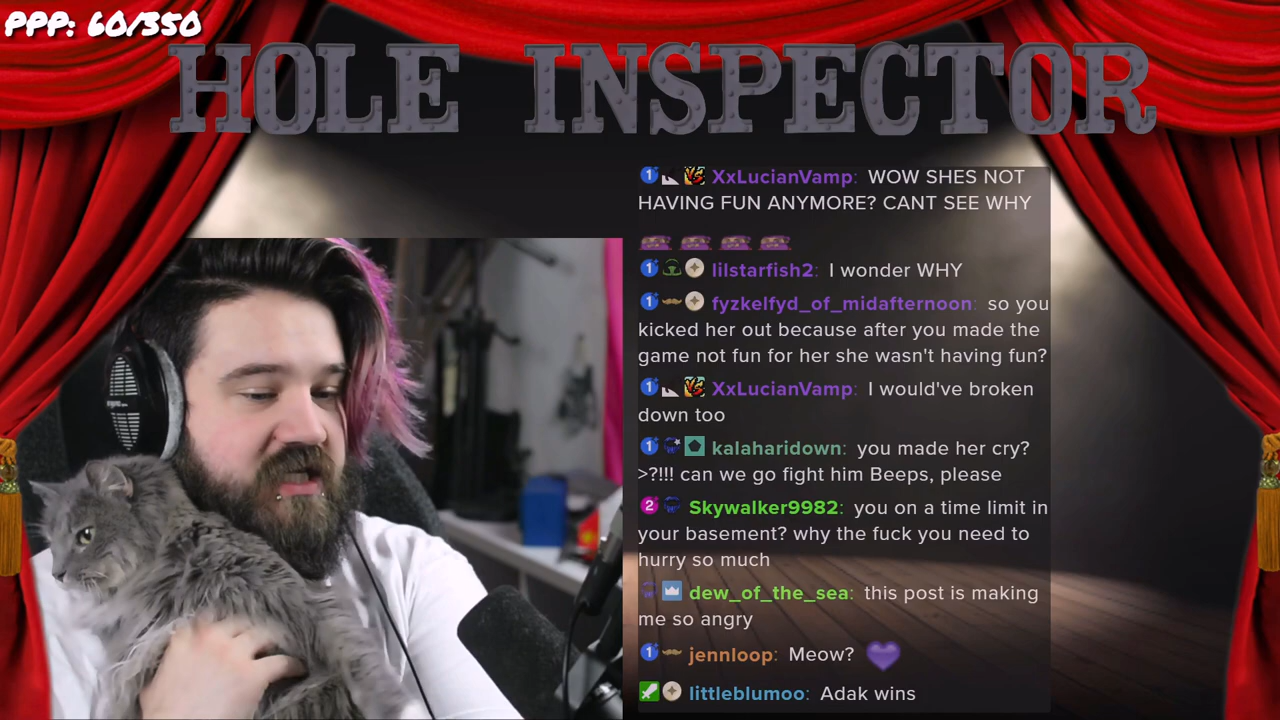 PPP: 60/350
HOLE INSPECTOR
XxLucianVamp: WOW SHES NOT
HAVING FUN ANYMORE? CANT SEE WHY
lilstarfish2: I wonder WHY
fyzkelfyd_of_midafternoon: so you
kicked her out because after you made the
game not fun for her she wasn't having fun?
XxLucianVamp: I would've broken
down too
kalaharidown: you made her cry?
>?!!! can we go fight him Beeps, please
Skywalker9982: you on a time limit in
your basement? why the fuck you need to
hurry so much
dew_of_the_sea: this post is making
me so angry
jennloop: Meow?
littleblumoo: Adak wins